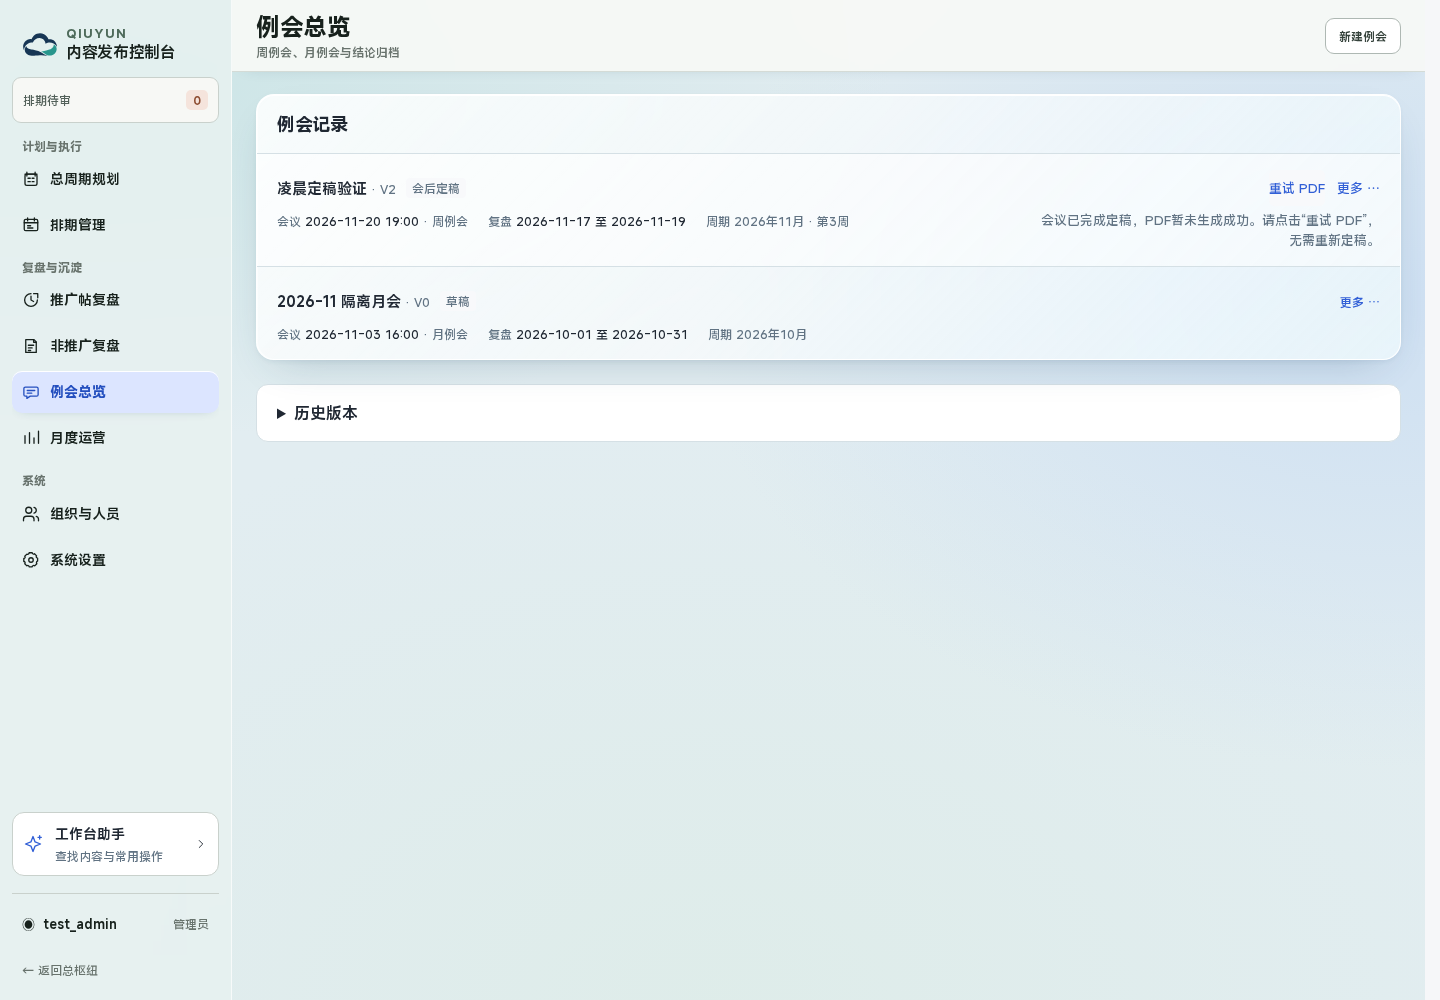 QIUYUN
内容发布控制台
排期待审 0
计划与执行
总周期规划
排期管理
复盘与沉淀
推广帖复盘
非推广复盘
例会总览
月度运营
系统
组织与人员
系统设置
工作台助手
查找内容与常用操作
test_admin 管理员
← 返回总枢纽
例会总览
周例会、月例会与结论归档
新建例会
例会记录
凌晨定稿验证 · V2 会后定稿
重试 PDF 更多 ···
会议 2026-11-20 19:00 · 周例会 复盘 2026-11-17 至 2026-11-19 周期 2026年11月 · 第3周
会议已完成定稿，PDF暂未生成成功。请点击“重试 PDF”，
无需重新定稿。
2026-11 隔离月会 · V0 草稿
更多 ···
会议 2026-11-03 16:00 · 月例会 复盘 2026-10-01 至 2026-10-31 周期 2026年10月
▶ 历史版本